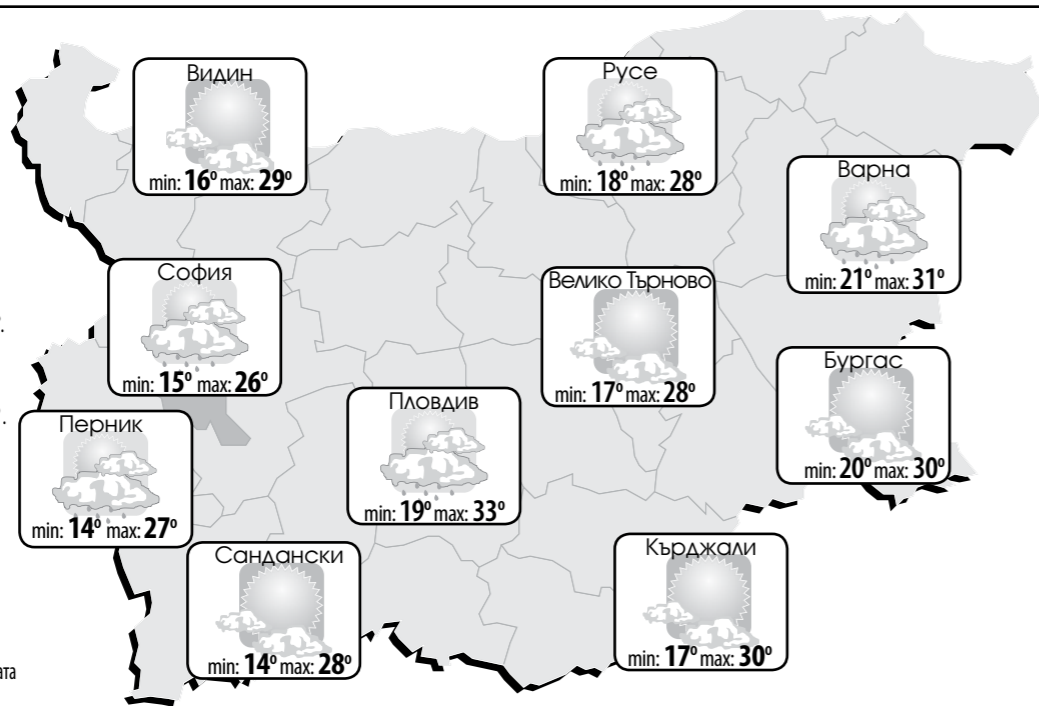 Видин
min: 16º max: 29º
Русе
min: 18º max: 28º
Варна
min: 21º max: 31º
София
min: 15º max: 26º
Велико Търново
min: 17º max: 28º
Бургас
min: 20º max: 30º
Пловдив
min: 19º max: 33º
Перник
min: 14º max: 27º
Сандански
min: 14º max: 28º
Кърджали
min: 17º max: 30º